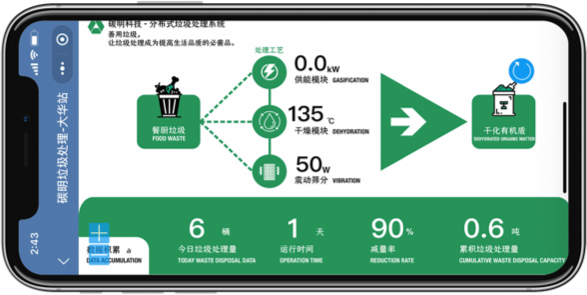 碳明科技 - 分布式垃圾处理系统
善用垃圾。
让垃圾处理成为提高生活品质的必需品。
2:43
碳明垃圾处理-大华站
处理工艺
餐厨垃圾
FOOD WASTE
0.0kW
供能模块 GASIFICATION
135℃
干燥模块 DEHYDRATION
50W
震动筛分 VIBRATION
干化有机质
DEHYDRATED ORGANIC MATTER
数据积累
DATA ACCUMULATION
6 桶
今日垃圾处理量
TODAY WASTE DISPOSAL DATA
1 天
运行时间
OPERATION TIME
90%
减量率
REDUCTION RATE
0.6 吨
累积垃圾处理量
CUMULATIVE WASTE DISPOSAL CAPACITY